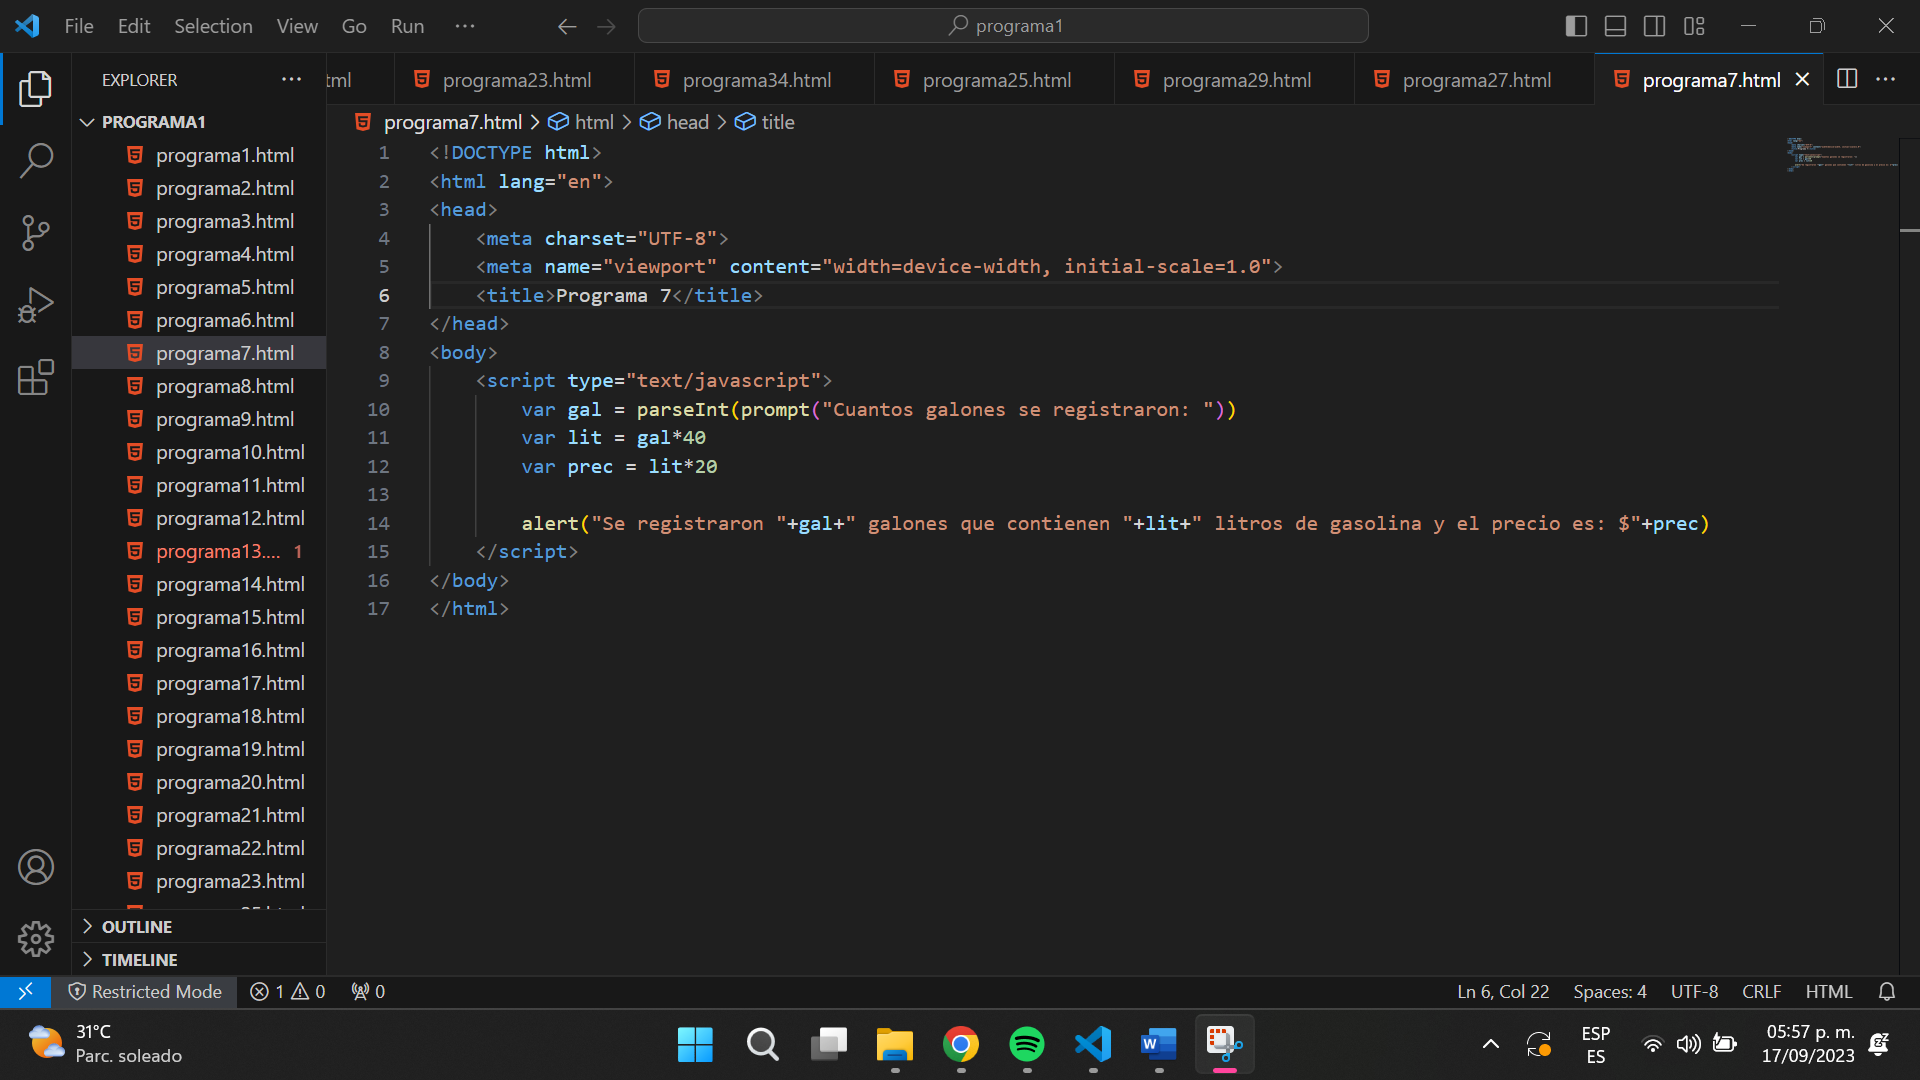 File Edit Selection View Go Run ···
programa1
EXPLORER ···
tml programa23.html programa34.html programa25.html programa29.html programa27.html programa7.html
PROGRAMA1
programa1.html
programa2.html
programa3.html
programa4.html
programa5.html
programa6.html
programa7.html
programa8.html
programa9.html
programa10.html
programa11.html
programa12.html
programa13.... 1
programa14.html
programa15.html
programa16.html
programa17.html
programa18.html
programa19.html
programa20.html
programa21.html
programa22.html
programa23.html
OUTLINE
TIMELINE
programa7.html > html > head > title
1 <!DOCTYPE html>
2 <html lang="en">
3 <head>
4 <meta charset="UTF-8">
5 <meta name="viewport" content="width=device-width, initial-scale=1.0">
6 <title>Programa 7</title>
7 </head>
8 <body>
9 <script type="text/javascript">
10 var gal = parseInt(prompt("Cuantos galones se registraron: "))
11 var lit = gal*40
12 var prec = lit*20
13
14 alert("Se registraron "+gal+" galones que contienen "+lit+" litros de gasolina y el precio es: $"+prec)
15 </script>
16 </body>
17 </html>
Restricted Mode 1 0 0 Ln 6, Col 22 Spaces: 4 UTF-8 CRLF HTML
31°C
Parc. soleado
ESP
ES
05:57 p. m.
17/09/2023